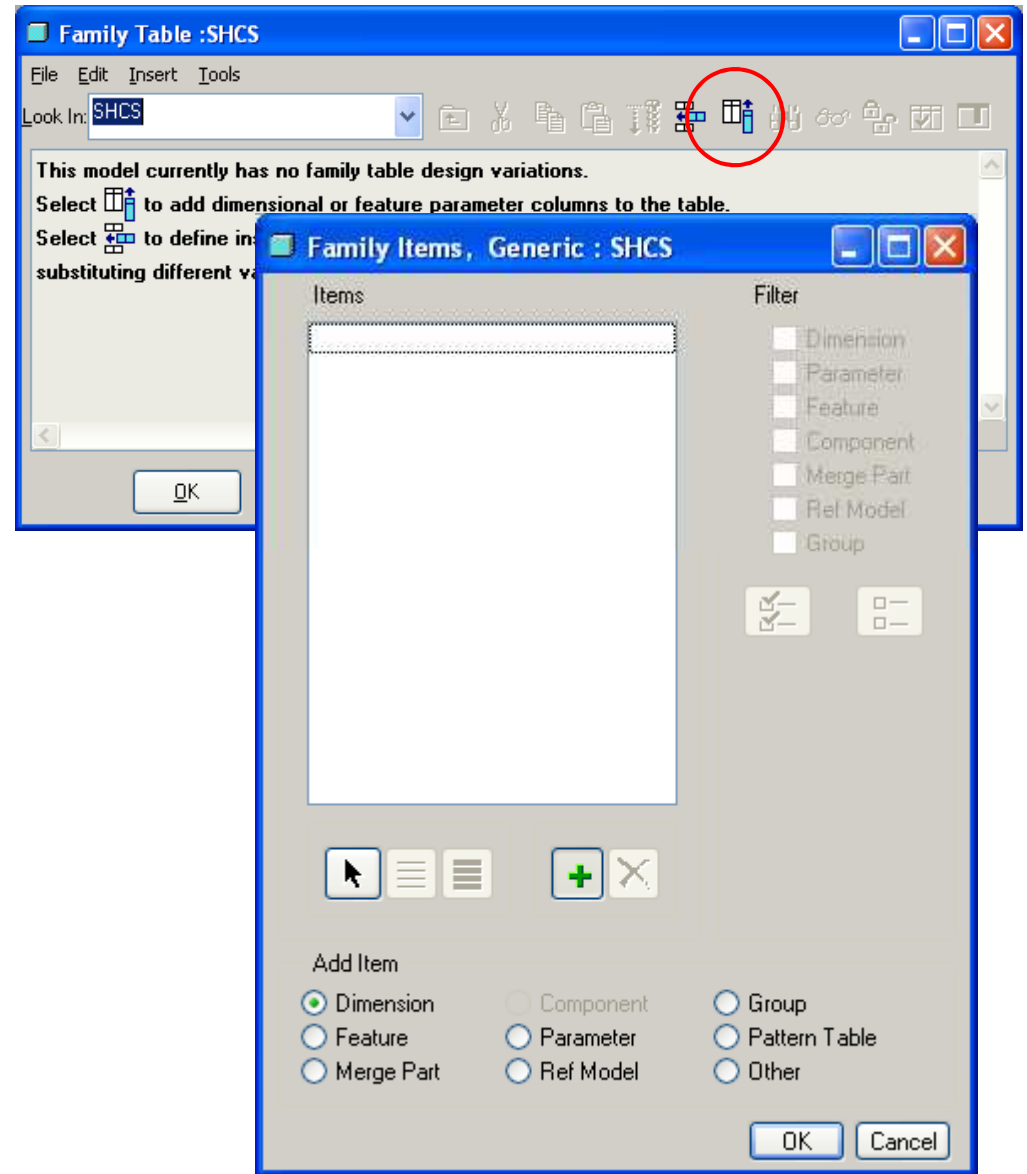 Family Table :SHCS
File Edit Insert Tools
Look In: SHCS
This model currently has no family table design variations.
Select to add dimensional or feature parameter columns to the table.
Select to define in
substituting different va
OK
Family Items, Generic : SHCS
Items
Filter
Dimension
Parameter
Feature
Component
Merge Part
Ref Model
Group
Add Item
Dimension Component Group
Feature Parameter Pattern Table
Merge Part Ref Model Other
OK Cancel